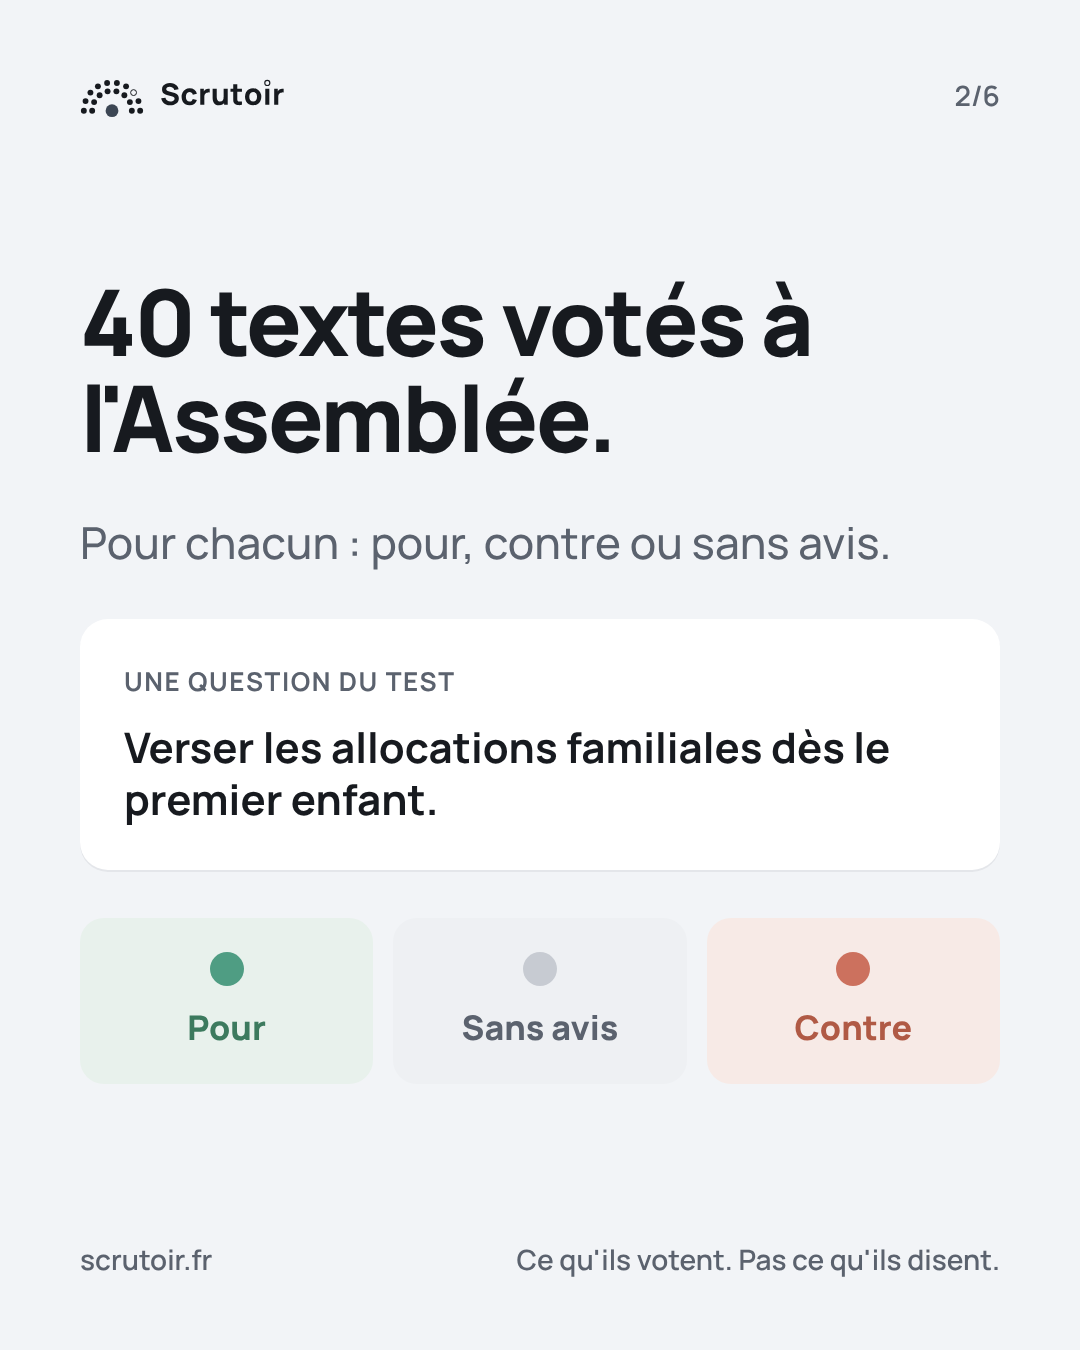 Scrutoir
2/6
40 textes votés à
l'Assemblée.
Pour chacun : pour, contre ou sans avis.
UNE QUESTION DU TEST
Verser les allocations familiales dès le
premier enfant.
Pour
Sans avis
Contre
scrutoir.fr
Ce qu'ils votent. Pas ce qu'ils disent.